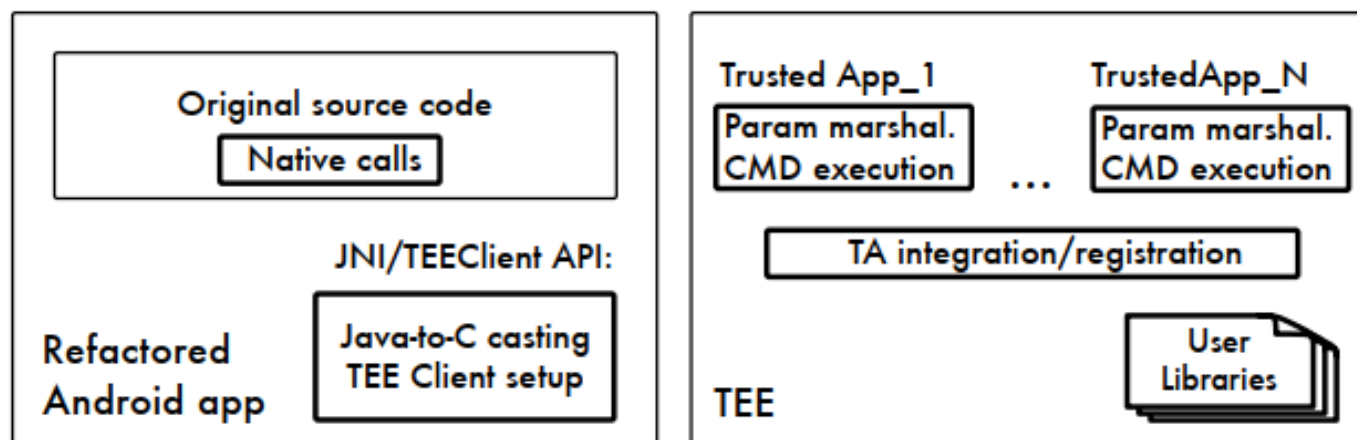 Original source code
Native calls
JNI/TEEClient API:
Java-to-C casting
TEE Client setup
Refactored
Android app
Trusted App_1
Param marshal.
CMD execution
...
TrustedApp_N
Param marshal.
CMD execution
TA integration/registration
User
Libraries
TEE